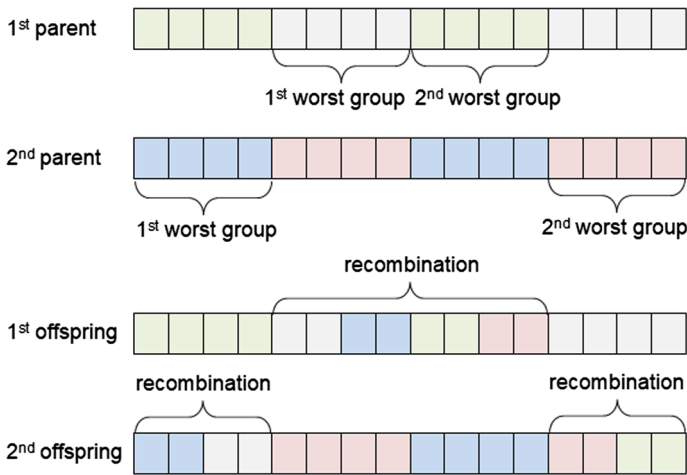 1st parent
1st worst group 2nd worst group
2nd parent
1st worst group
2nd worst group
recombination
1st offspring
recombination
recombination
2nd offspring